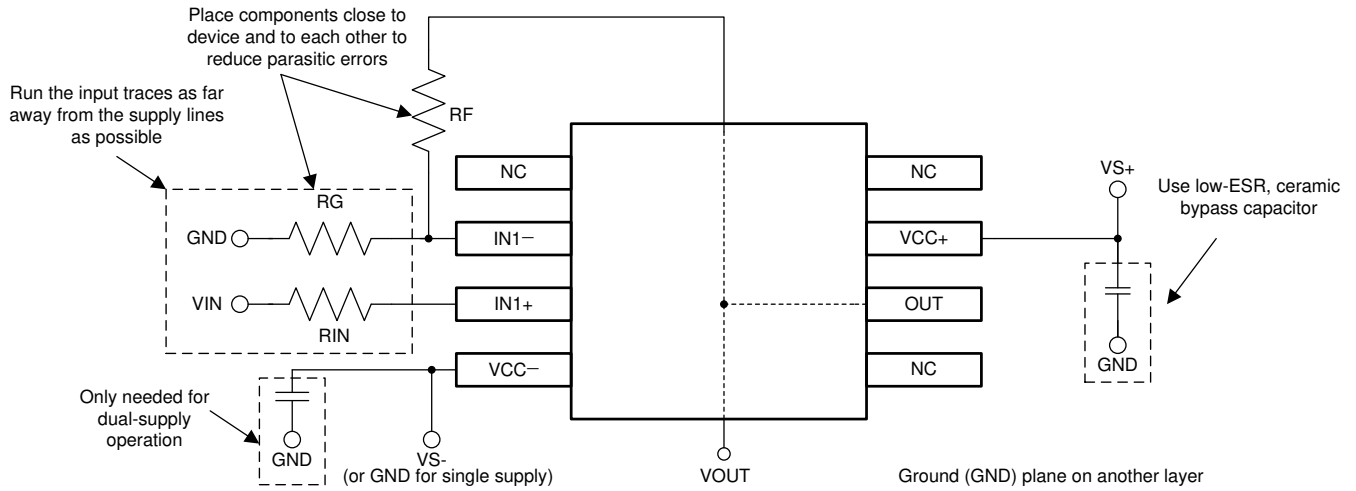 Place components close to
device and to each other to
reduce parasitic errors
Run the input traces as far
away from the supply lines
as possible
RF
NC
NC
VS+
Use low-ESR, ceramic
bypass capacitor
RG
GND
IN1−
VCC+
VIN
IN1+
OUT
RIN
VCC−
NC
GND
Only needed for
dual-supply
operation
GND
VS-
(or GND for single supply)
VOUT
Ground (GND) plane on another layer